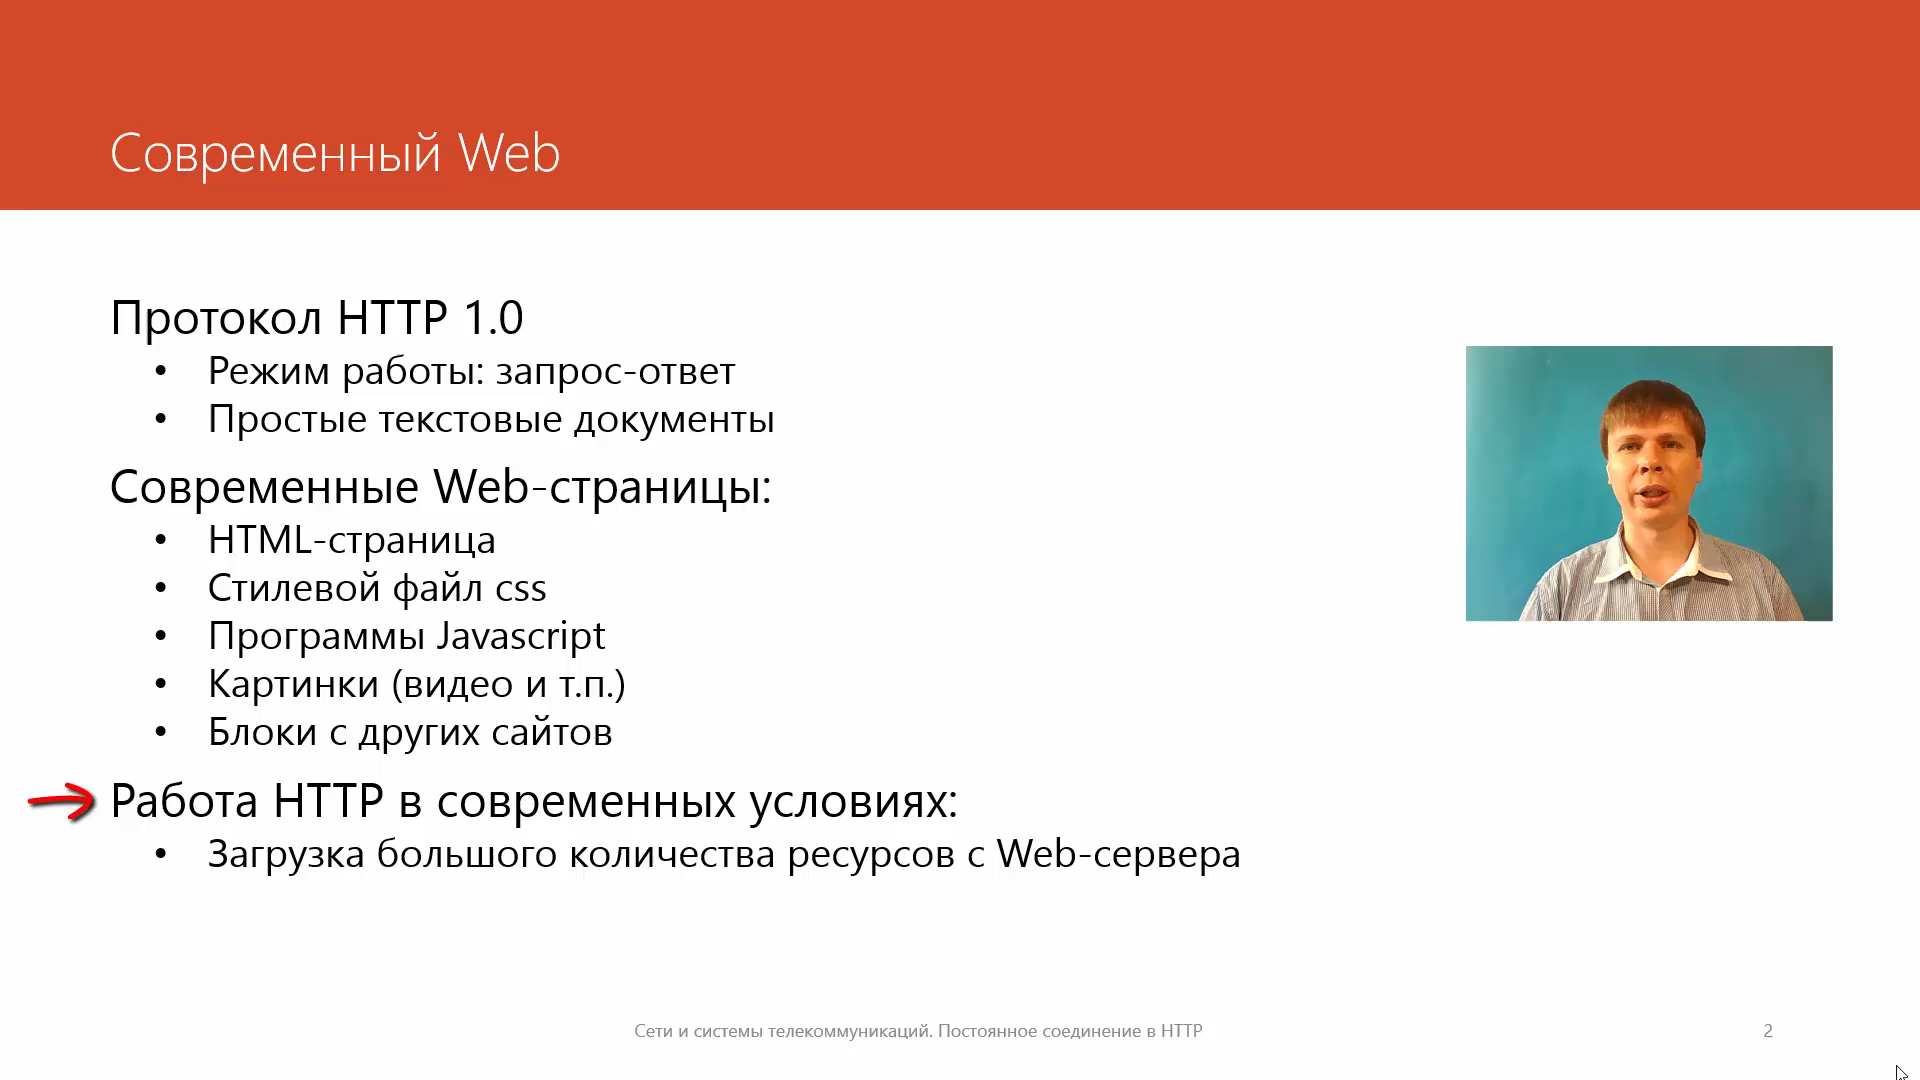 Современный Web
Протокол HTTP 1.0
• Режим работы: запрос-ответ
• Простые текстовые документы
Современные Web-страницы:
• HTML-страница
• Стилевой файл css
• Программы Javascript
• Картинки (видео и т.п.)
• Блоки с других сайтов
Работа HTTP в современных условиях:
• Загрузка большого количества ресурсов с Web-сервера
Сети и системы телекоммуникаций. Постоянное соединение в HTTP
2